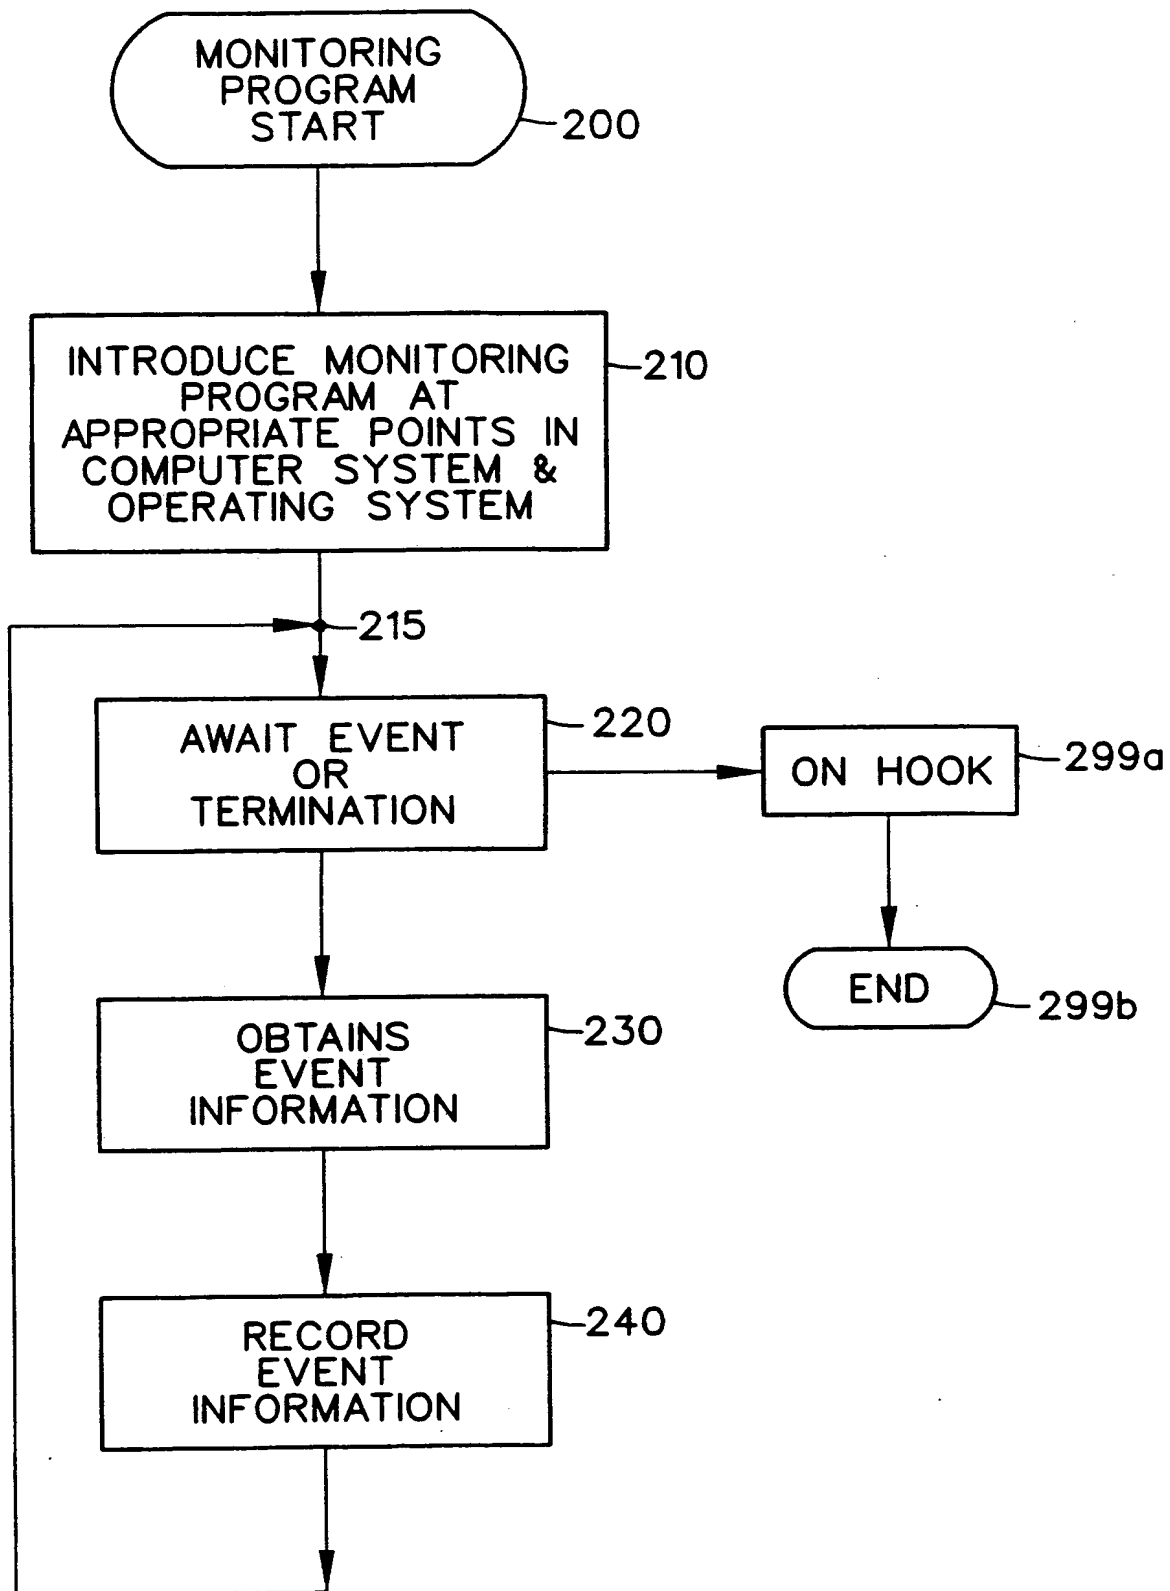 MONITORING
PROGRAM
START
200
INTRODUCE MONITORING
PROGRAM AT
APPROPRIATE POINTS IN
COMPUTER SYSTEM &
OPERATING SYSTEM
210
215
AWAIT EVENT
OR
TERMINATION
220
ON HOOK
299a
END
299b
OBTAINS
EVENT
INFORMATION
230
RECORD
EVENT
INFORMATION
240